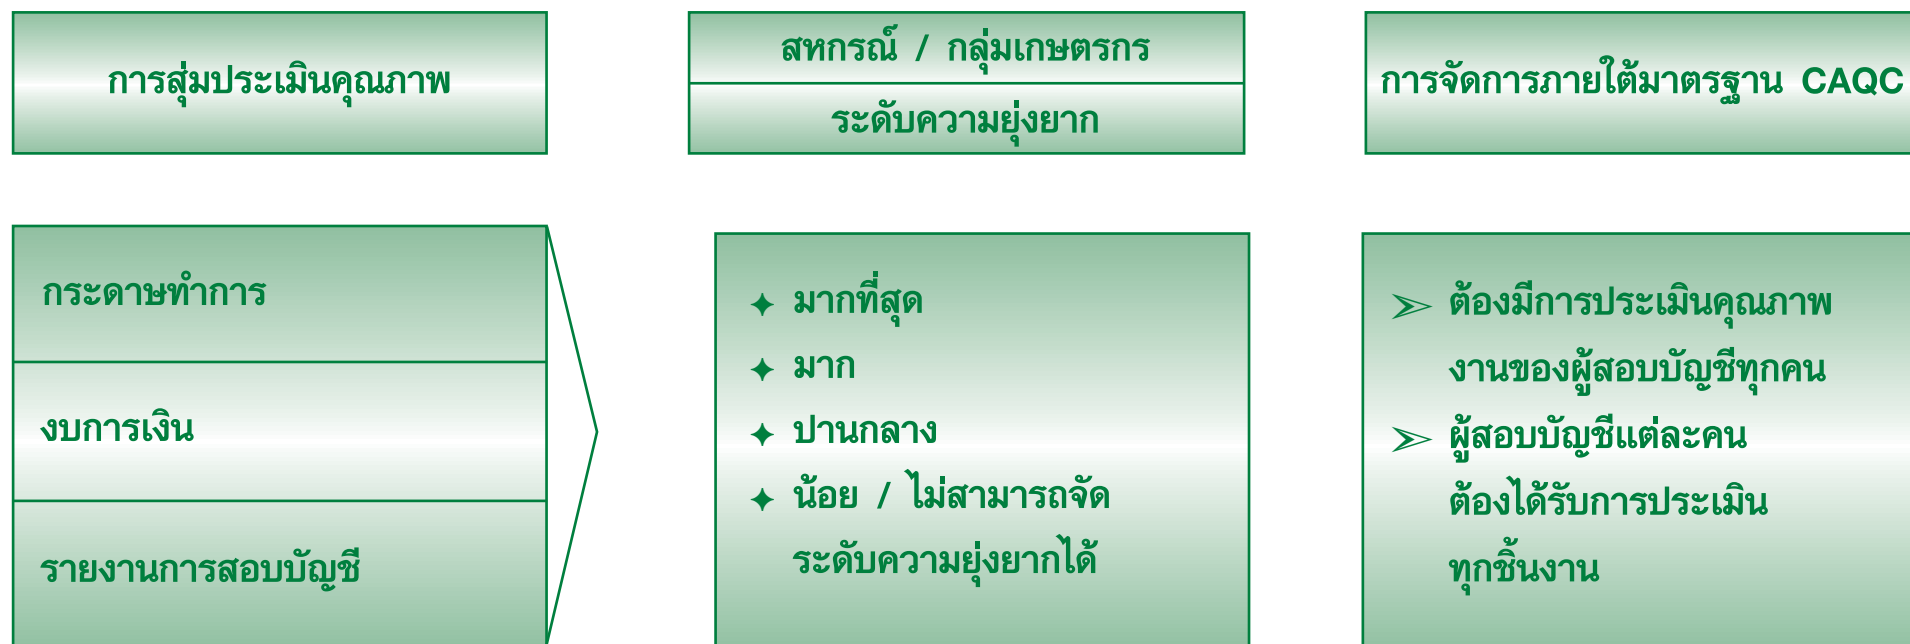 การสุ่มประเมินคุณภาพ
สหกรณ์ / กลุ่มเกษตรกร
ระดับความยุ่งยาก
การจัดการภายใต้มาตรฐาน CAQC
กระดาษทำการ
งบการเงิน
รายงานการสอบบัญชี
มากที่สุด
มาก
ปานกลาง
น้อย / ไม่สามารถจัด
ระดับความยุ่งยากได้
ต้องมีการประเมินคุณภาพ
งานของผู้สอบบัญชีทุกคน
ผู้สอบบัญชีแต่ละคน
ต้องได้รับการประเมิน
ทุกชิ้นงาน